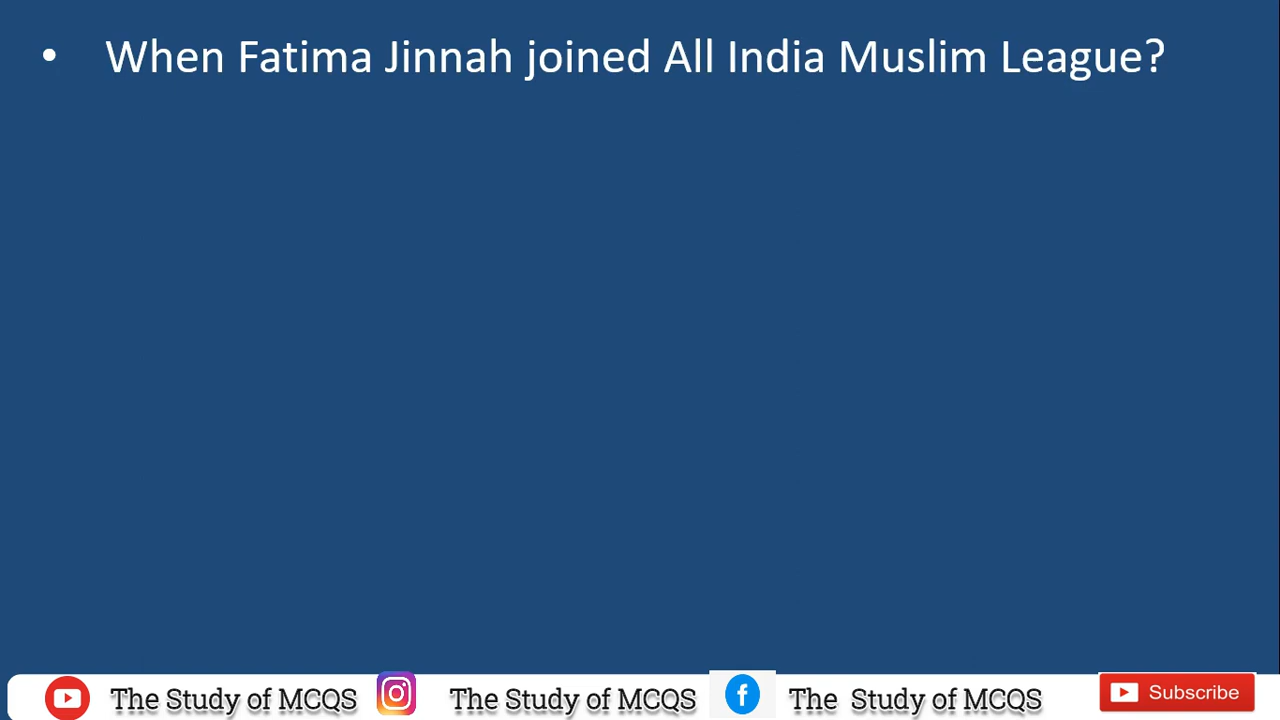 • When Fatima Jinnah joined All India Muslim League?
The Study of MCQS The Study of MCQS The Study of MCQS Subscribe